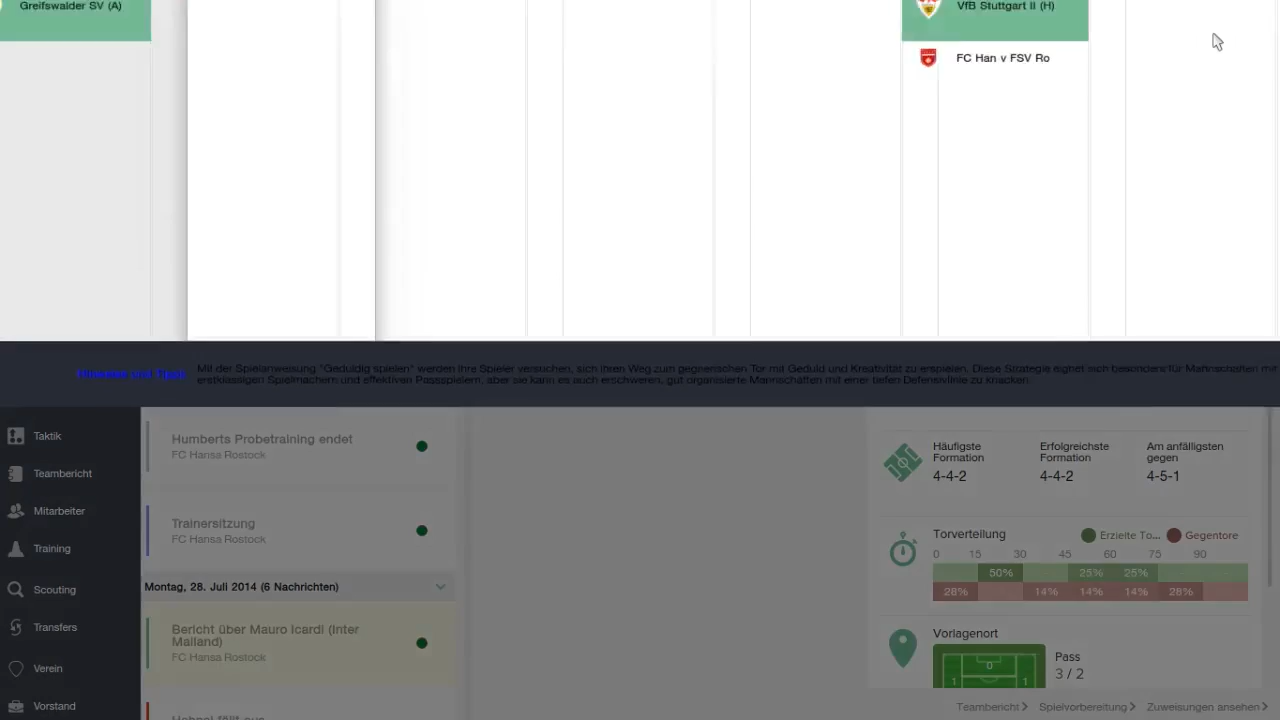 Greifswalder SV (A)
VfB Stuttgart II (H)
FC Han v FSV Ro
Hinweise und Tipps
Mit der Spielanweisung "Geduldig spielen" werden Ihre Spieler versuchen, sich ihren Weg zum gegnerischen Tor mit Geduld und Kreativität zu erspielen. Diese Strategie eignet sich besonders für Mannschaften mit
erstklassigen Spielmachern und effektiven Passspielern, aber sie kann es auch erschweren, gut organisierte Mannschaften mit einer tiefen Defensivlinie zu knacken.
Taktik
Teambericht
Mitarbeiter
Training
Scouting
Transfers
Verein
Vorstand
Humberts Probetraining endet
FC Hansa Rostock
Trainersitzung
FC Hansa Rostock
Montag, 28. Juli 2014 (6 Nachrichten)
Bericht über Mauro Icardi (Inter
Mailand)
FC Hansa Rostock
Häufigste
Formation
4-4-2
Erfolgreichste
Formation
4-4-2
Am anfälligsten
gegen
4-5-1
Torverteilung
Erzielte To...
Gegentore
0 15 30 45 60 75 90
50% 25% 25%
28% 14% 14% 14% 28%
Vorlagenort
0
1 1
Pass
3 / 2
Teambericht
Spielvorbereitung
Zuweisungen ansehen